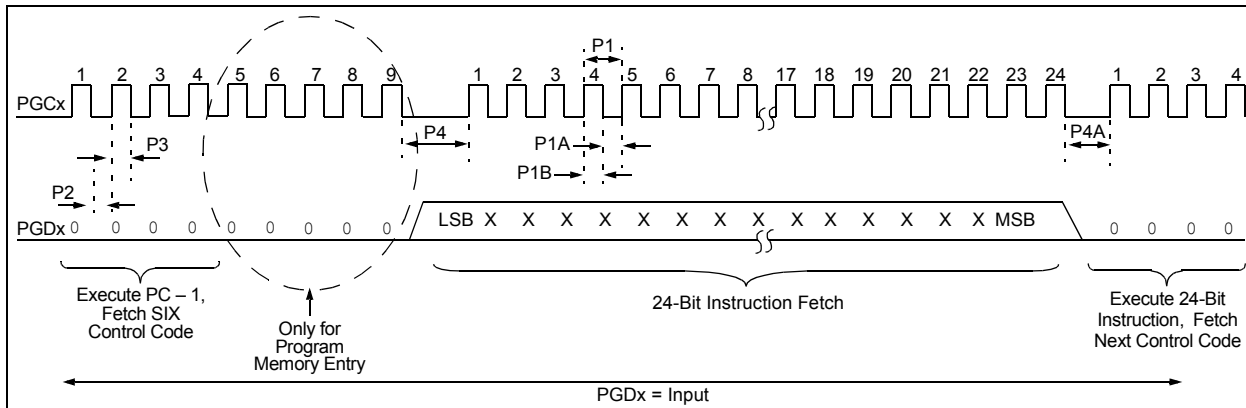 P1
1 2 3 4 5 6 7 8 9 1 2 3 4 5 6 7 8 17 18 19 20 21 22 23 24 1 2 3 4
PGCx
P4 P4A
P3 P1A
P1B
P2
PGDx 0 0 0 0 0 0 0 0 0 LSB X X X X X X X X X X X X X X MSB 0 0 0 0
Execute PC – 1,
Fetch SIX
Control Code
Only for
Program
Memory Entry
24-Bit Instruction Fetch
Execute 24-Bit
Instruction, Fetch
Next Control Code
PGDx = Input